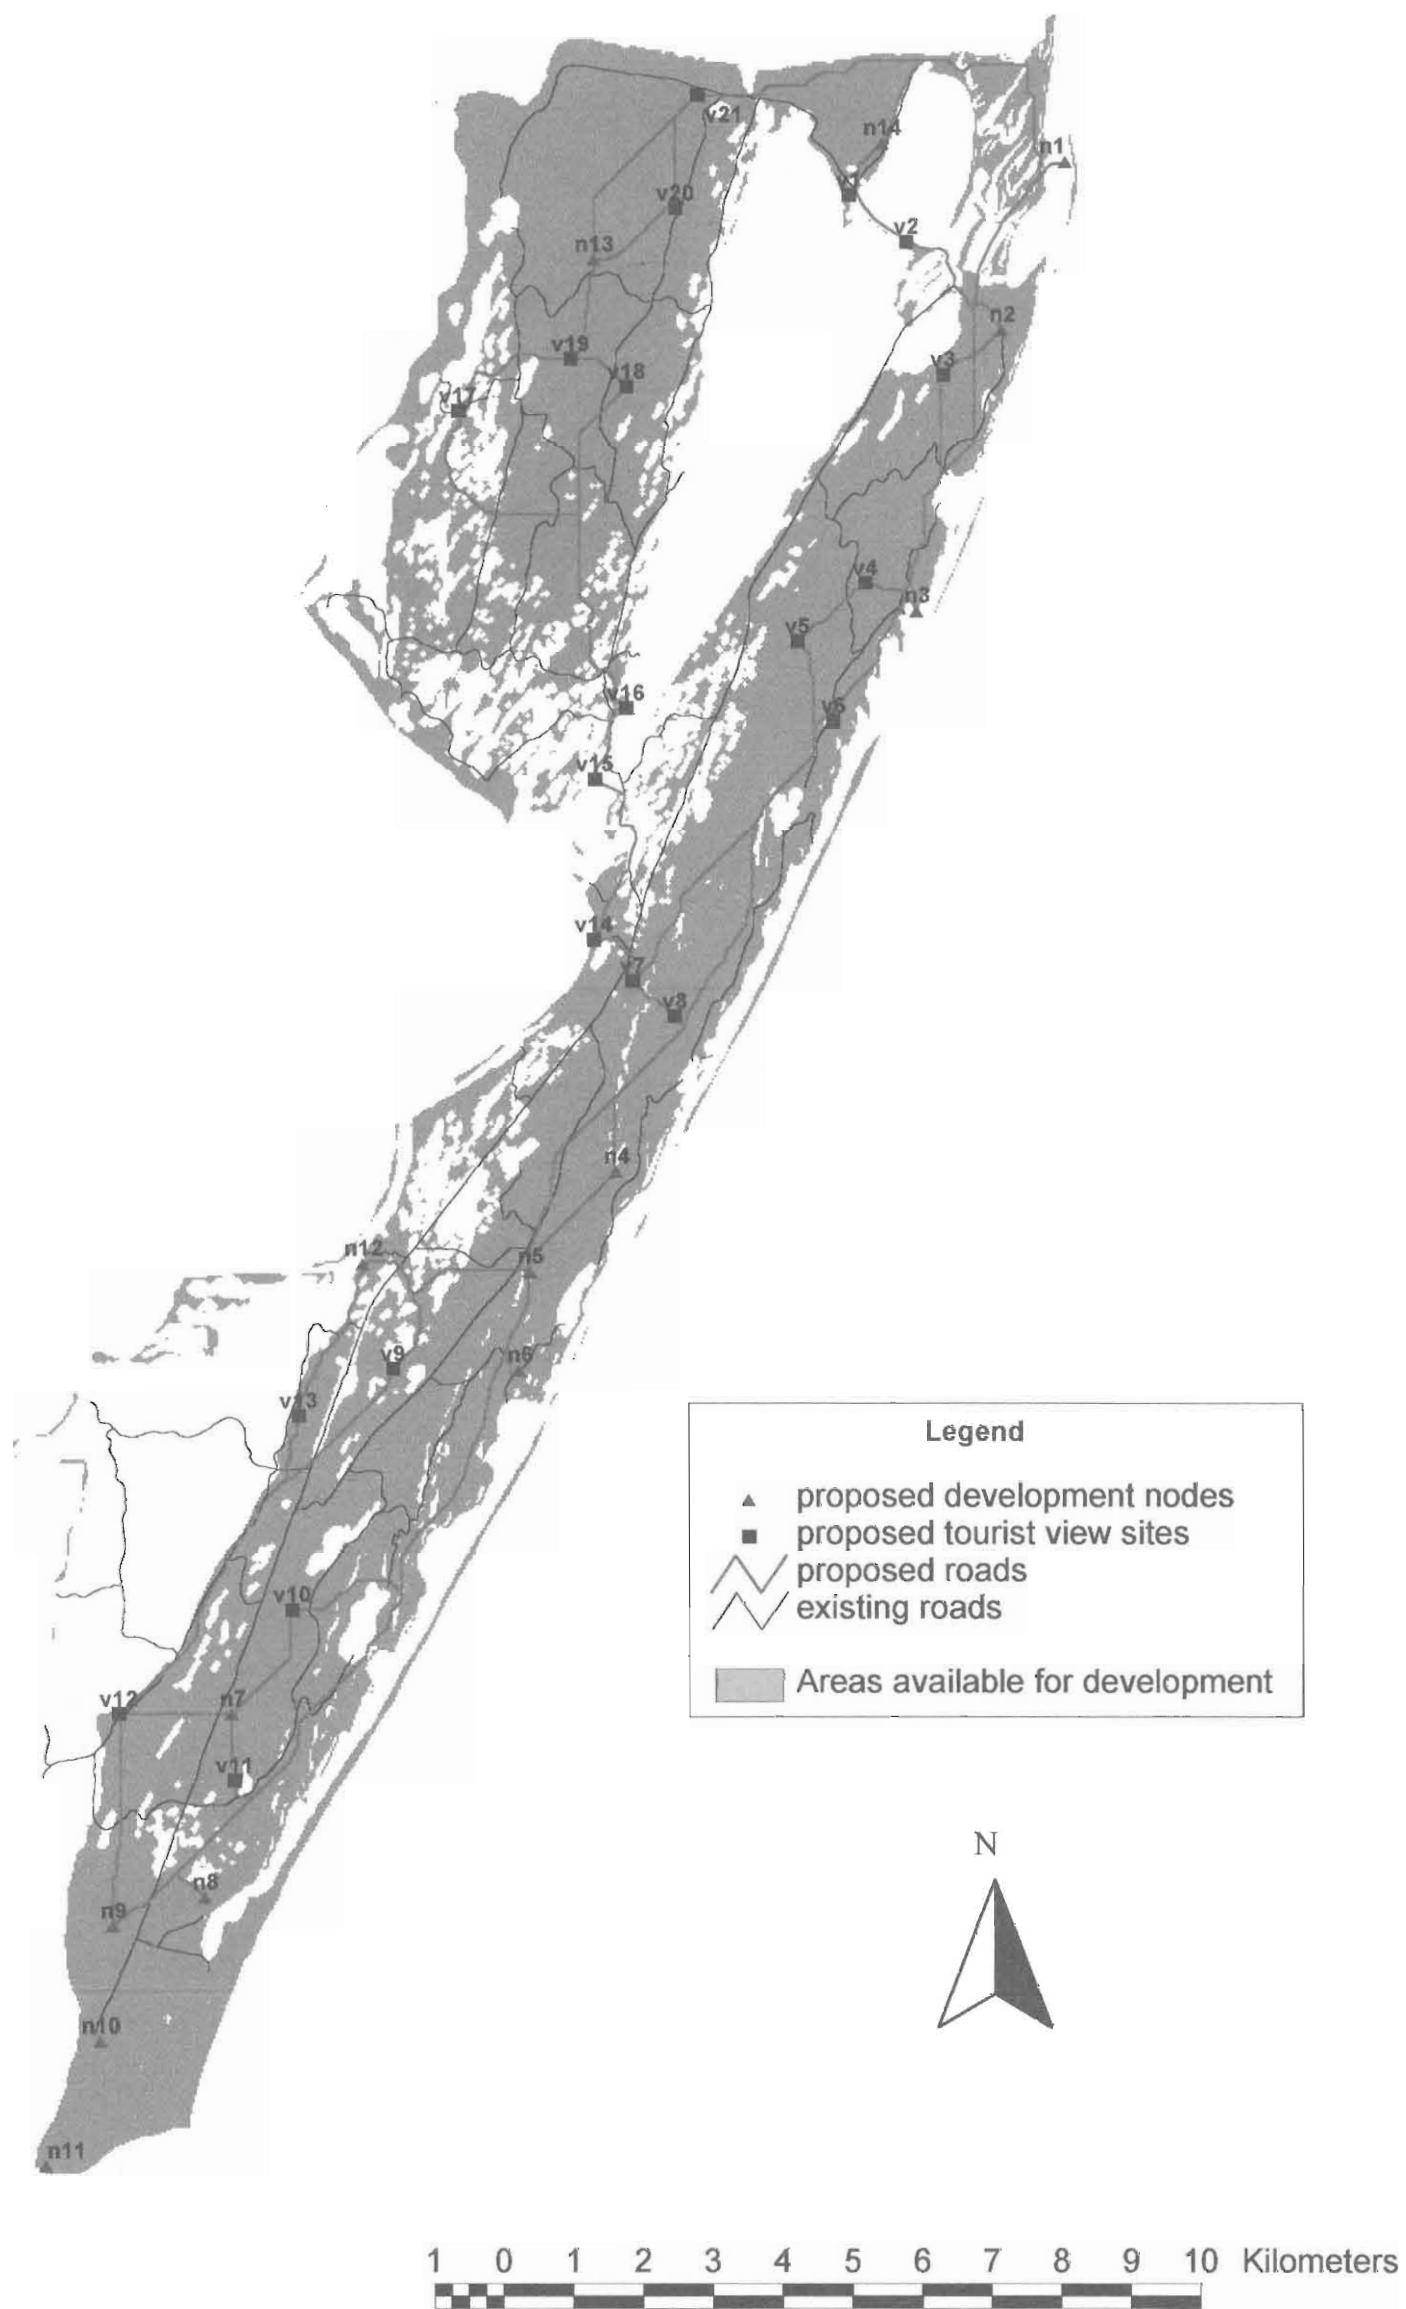 v21
n14
n1
v1
v20
v2
n13
n2
v19
v3
v18
v17
v4
n3
v5
v16
v6
v15
v14
v7
v8
n4
n12
n5
v9
n6
v13
Legend
proposed development nodes
proposed tourist view sites
proposed roads
existing roads
Areas available for development
v10
v12
n7
v11
N
n8
n9
n10
n11
1 0 1 2 3 4 5 6 7 8 9 10 Kilometers